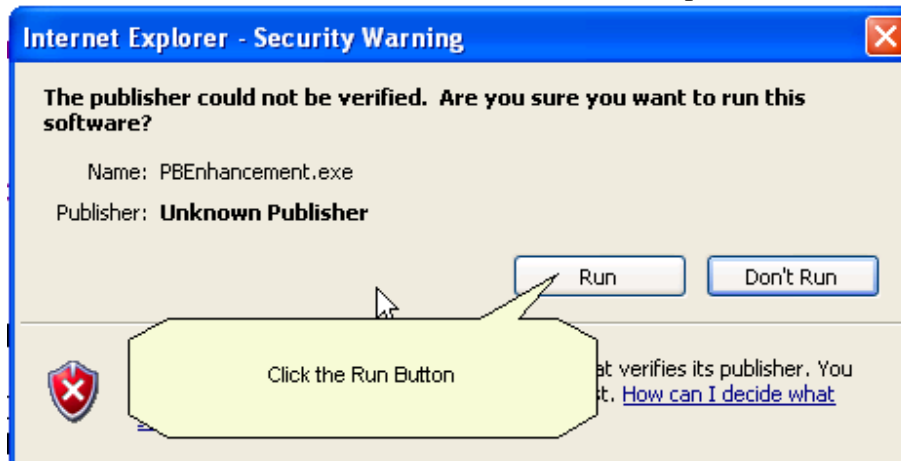 Internet Explorer - Security Warning
The publisher could not be verified. Are you sure you want to run this
software?
Name: PBEnhancement.exe
Publisher: Unknown Publisher
Run
Don't Run
Click the Run Button
at verifies its publisher. You
st. How can I decide what